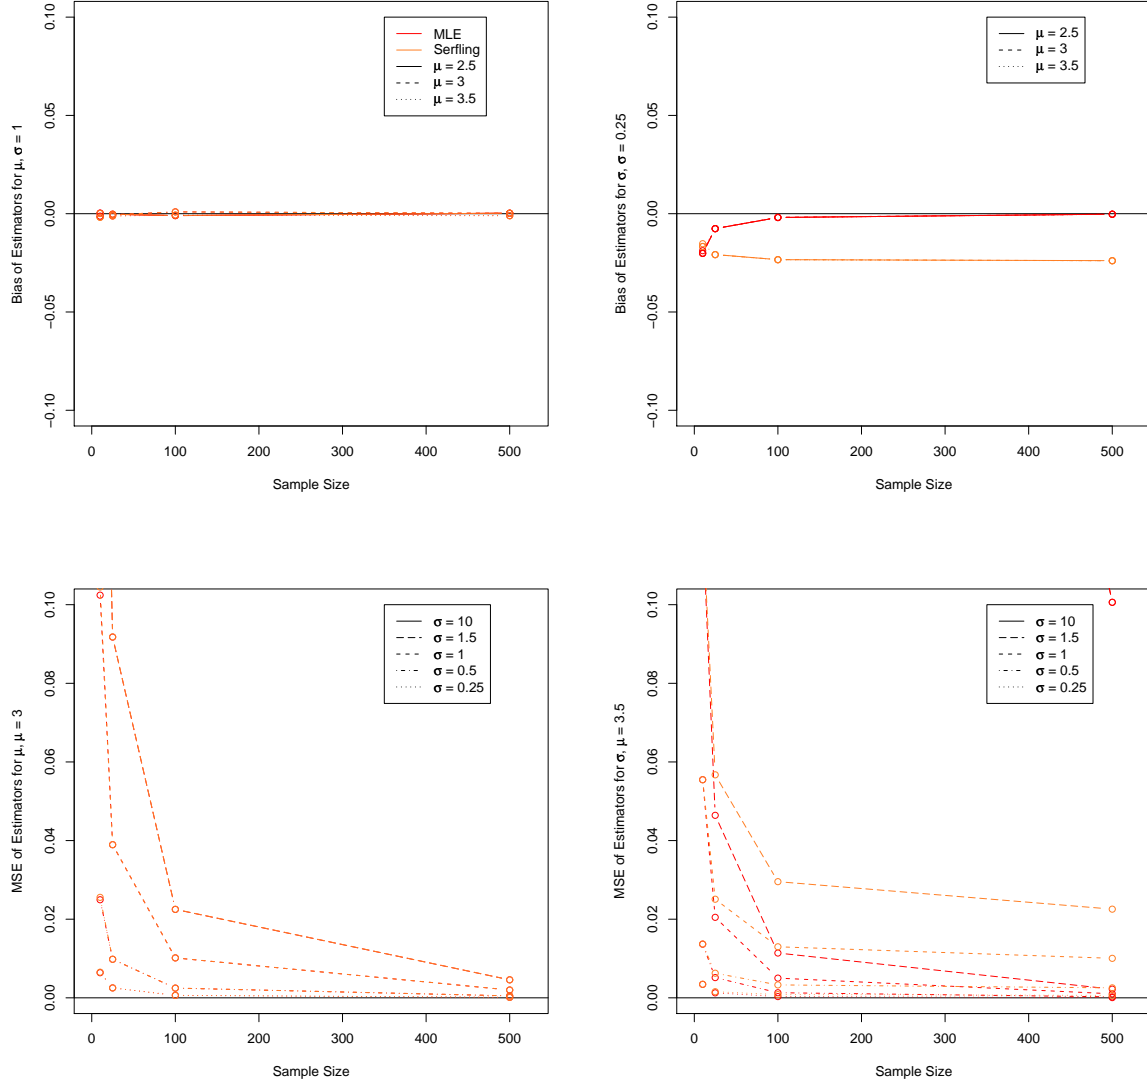 Bias of Estimators for μ, σ = 1
0.10
0.05
0.00
−0.05
−0.10
MLE
Serfling
μ = 2.5
μ = 3
μ = 3.5
0
100
200
300
400
500
Sample Size
Bias of Estimators for σ, σ = 0.25
0.10
0.05
0.00
−0.05
−0.10
μ = 2.5
μ = 3
μ = 3.5
0
100
200
300
400
500
Sample Size
MSE of Estimators for μ, μ = 3
0.10
0.08
0.06
0.04
0.02
0.00
σ = 10
σ = 1.5
σ = 1
σ = 0.5
σ = 0.25
0
100
200
300
400
500
Sample Size
MSE of Estimators for σ, μ = 3.5
0.10
0.08
0.06
0.04
0.02
0.00
σ = 10
σ = 1.5
σ = 1
σ = 0.5
σ = 0.25
0
100
200
300
400
500
Sample Size